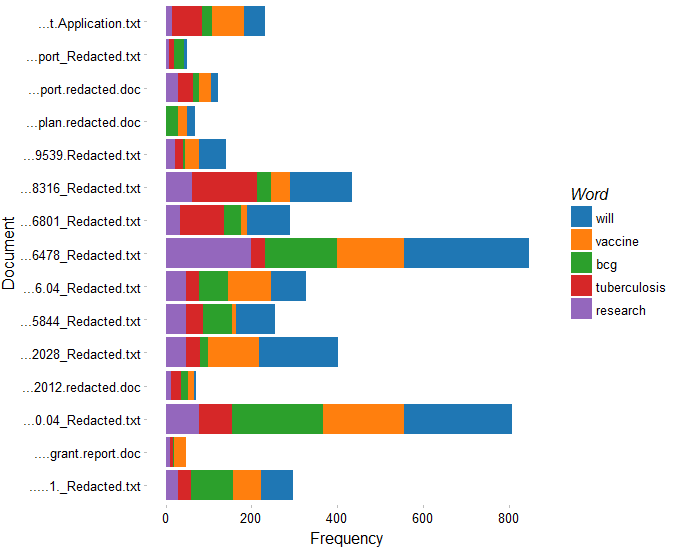 …t.Application.txt
…port_Redacted.txt
…port.redacted.doc
…plan.redacted.doc
…9539.Redacted.txt
…8316_Redacted.txt
…6801_Redacted.txt
…6478_Redacted.txt
…6.04_Redacted.txt
…5844_Redacted.txt
…2028_Redacted.txt
…2012.redacted.doc
…0.04_Redacted.txt
….grant.report.doc
…..1._Redacted.txt
Document
0 200 400 600 800
Frequency
Word
will
vaccine
bcg
tuberculosis
research